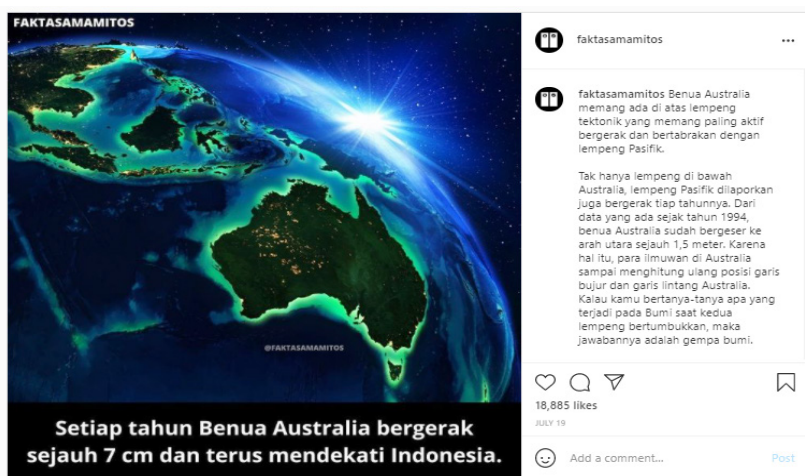 FAKTASAMAMITOS
@FAKTASAMAMITOS
Setiap tahun Benua Australia bergerak
sejauh 7 cm dan terus mendekati Indonesia.
faktasamamitos
faktasamamitos Benua Australia
memang ada di atas lempeng
tektonik yang memang paling aktif
bergerak dan bertabrakan dengan
lempeng Pasifik.
Tak hanya lempeng di bawah
Australia, lempeng Pasifik dilaporkan
juga bergerak tiap tahunnya. Dari
data yang ada sejak tahun 1994,
benua Australia sudah bergeser ke
arah utara sejauh 1,5 meter. Karena
hal itu, para ilmuwan di Australia
sampai menghitung ulang posisi garis
bujur dan garis lintang Australia.
Kalau kamu bertanya-tanya apa yang
terjadi pada Bumi saat kedua
lempeng bertumbukkan, maka
jawabannya adalah gempa bumi.
18,885 likes
JULY 19
Add a comment...
Post